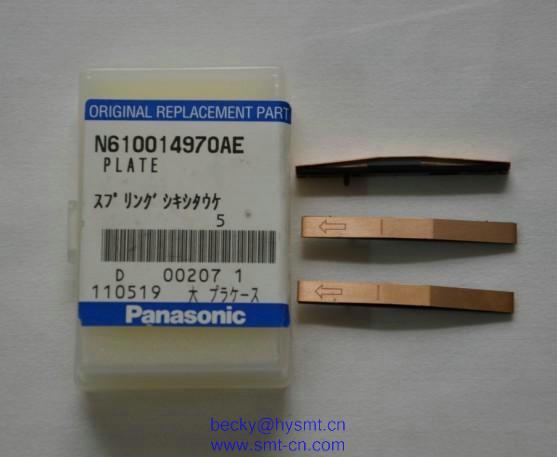 ORIGINAL REPLACEMENT PART
N610014970AE
PLATE
スプリング シキシタウケ
5
D 00207 1
110519 大 プラケース
Panasonic
becky@hysmt.cn
www.smt-cn.com